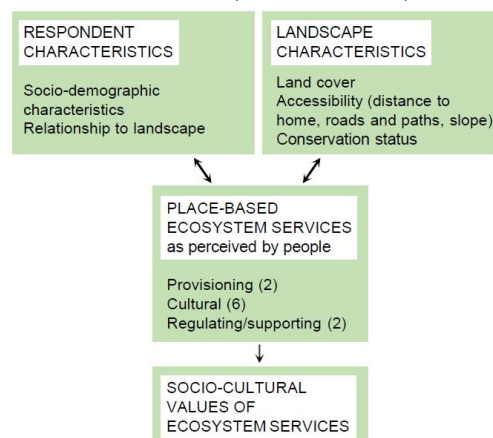 RESPONDENT
CHARACTERISTICS
Socio-demographic
characteristics
Relationship to landscape
LANDSCAPE
CHARACTERISTICS
Land cover
Accessibility (distance to
home, roads and paths, slope)
Conservation status
PLACE-BASED
ECOSYSTEM SERVICES
as perceived by people
Provisioning (2)
Cultural (6)
Regulating/supporting (2)
SOCIO-CULTURAL
VALUES OF
ECOSYSTEM SERVICES